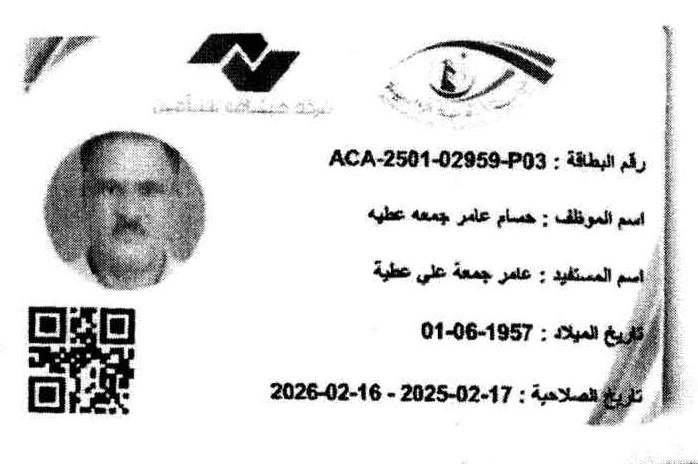 رقم البطاقة : ACA-2501-02959-P03
اسم الموظف : حسام عامر جمعه عطيه
اسم المستفيد : عامر جمعة علي عطية
تاريخ الميلاد : 01-06-1957
تاريخ الصلاحية : 2025-02-17 - 2026-02-16